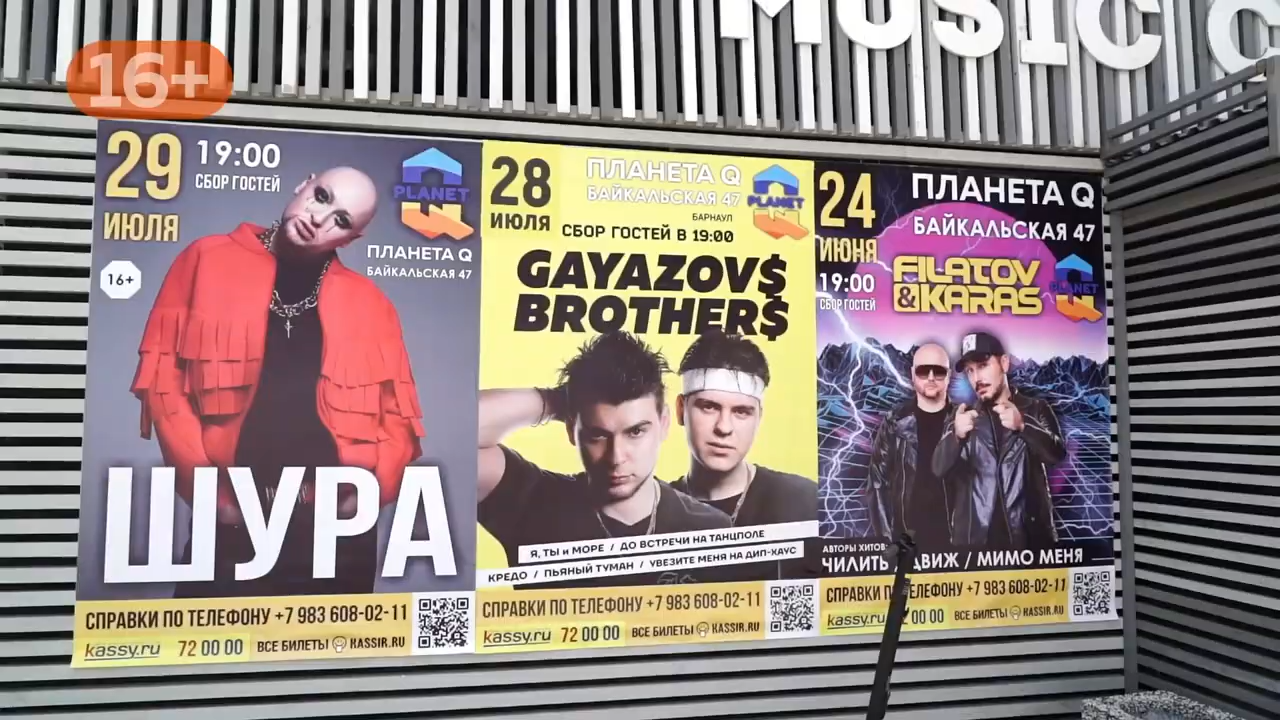 MUSIC
16+
29
ИЮЛЯ
19:00
СБОР ГОСТЕЙ
PLANET
ПЛАНЕТА Q
БАЙКАЛЬСКАЯ 47
16+
ШУРА
СПРАВКИ ПО ТЕЛЕФОНУ +7 983 608-02-11
kassy.ru 72 00 00 ВСЕ БИЛЕТЫ KASSIR.RU
28
ИЮЛЯ
ПЛАНЕТА Q
БАЙКАЛЬСКАЯ 47
БАРНАУЛ
PLANET
СБОР ГОСТЕЙ В 19:00
GAYAZOV$
BROTHER$
Я, ТЫ и МОРЕ / ДО ВСТРЕЧИ НА ТАНЦПОЛЕ
КРЕДО / ПЬЯНЫЙ ТУМАН / УВЕЗИТЕ МЕНЯ НА ДИП-ХАУС
СПРАВКИ ПО ТЕЛЕФОНУ +7 983 608-02-11
kassy.ru 72 00 00 ВСЕ БИЛЕТЫ KASSIR.RU
24
ИЮНЯ
19:00
СБОР ГОСТЕЙ
ПЛАНЕТА Q
БАЙКАЛЬСКАЯ 47
FILATOV
&KARAS
PLANET
АВТОРЫ ХИТОВ:
ЧИЛИТЬ ДВИЖ / МИМО МЕНЯ
СПРАВКИ ПО ТЕЛЕФОНУ +7 983 608-02-11
kassy.ru 00 00 ВСЕ БИЛЕТЫ KASSIR.RU